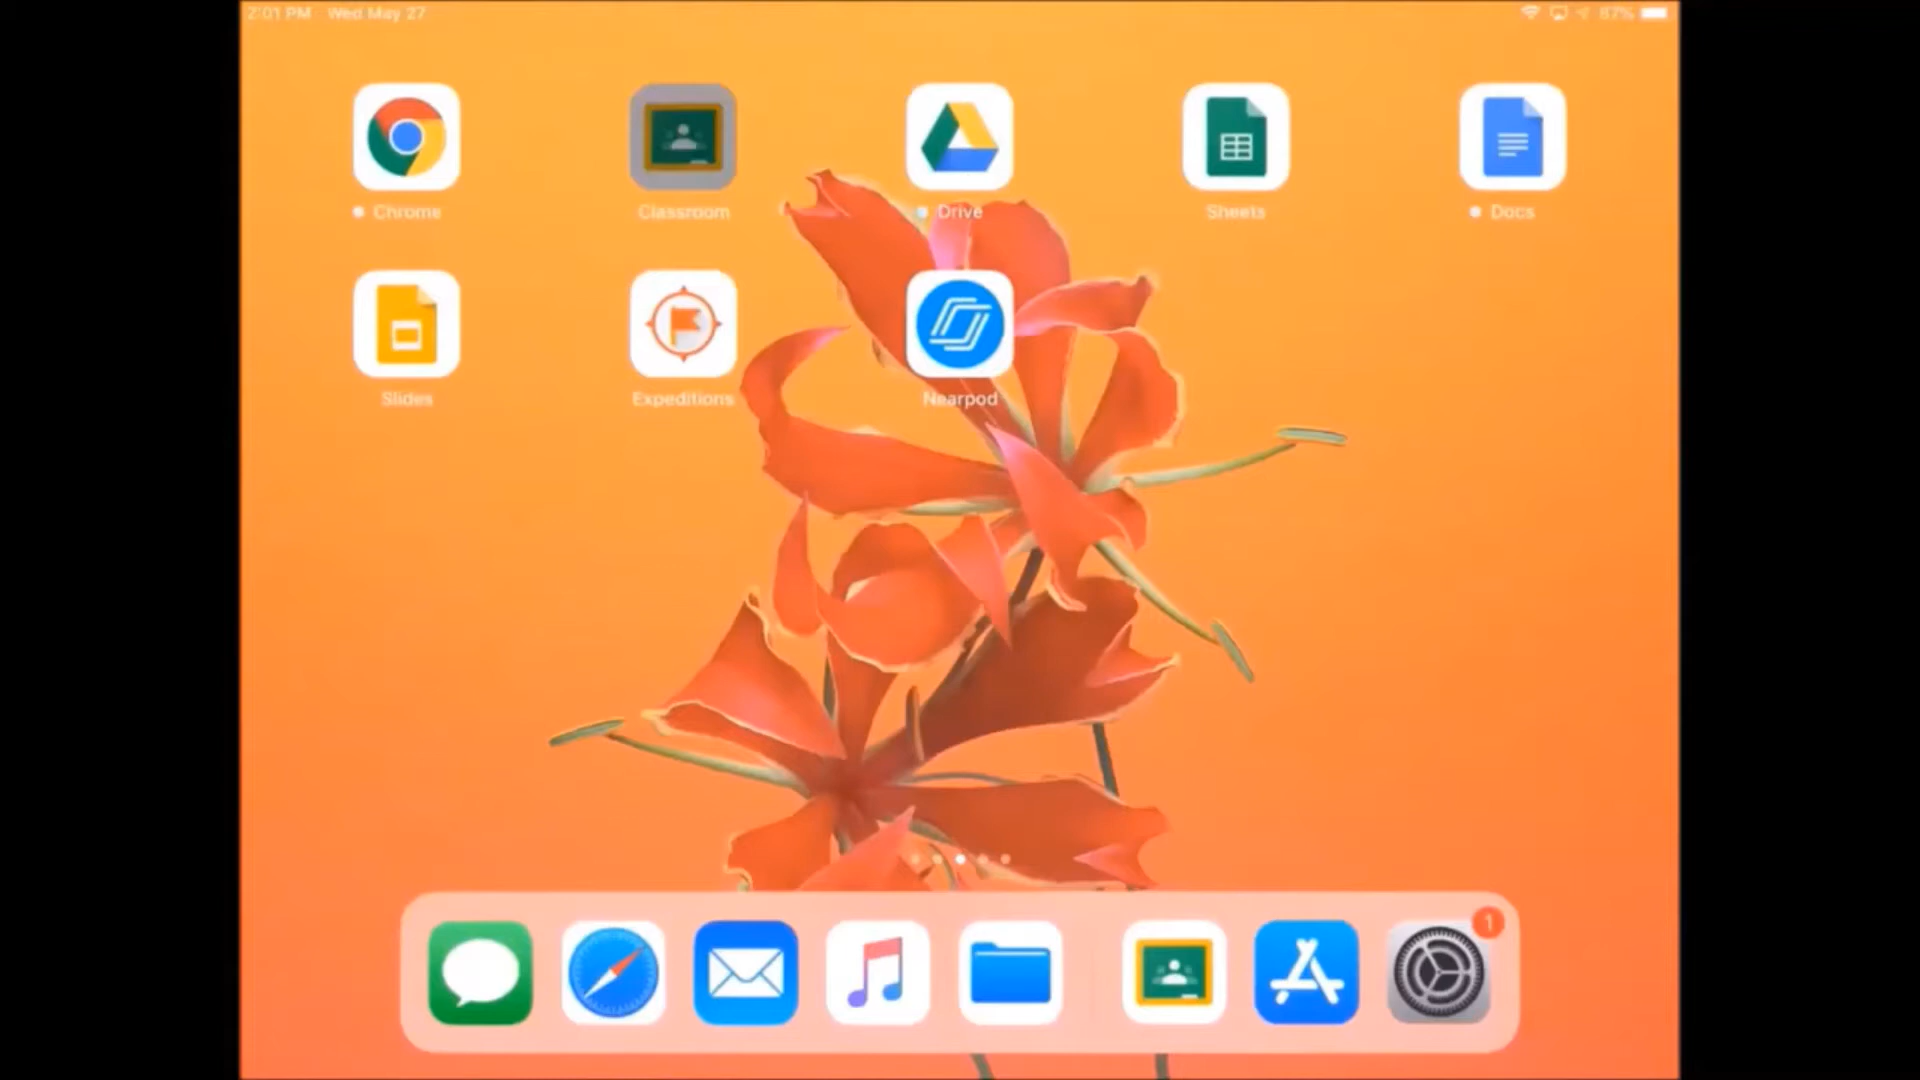 2:01 PM Wed May 27 87%
Chrome Classroom Drive Sheets Docs
Slides Expeditions Nearpod
1